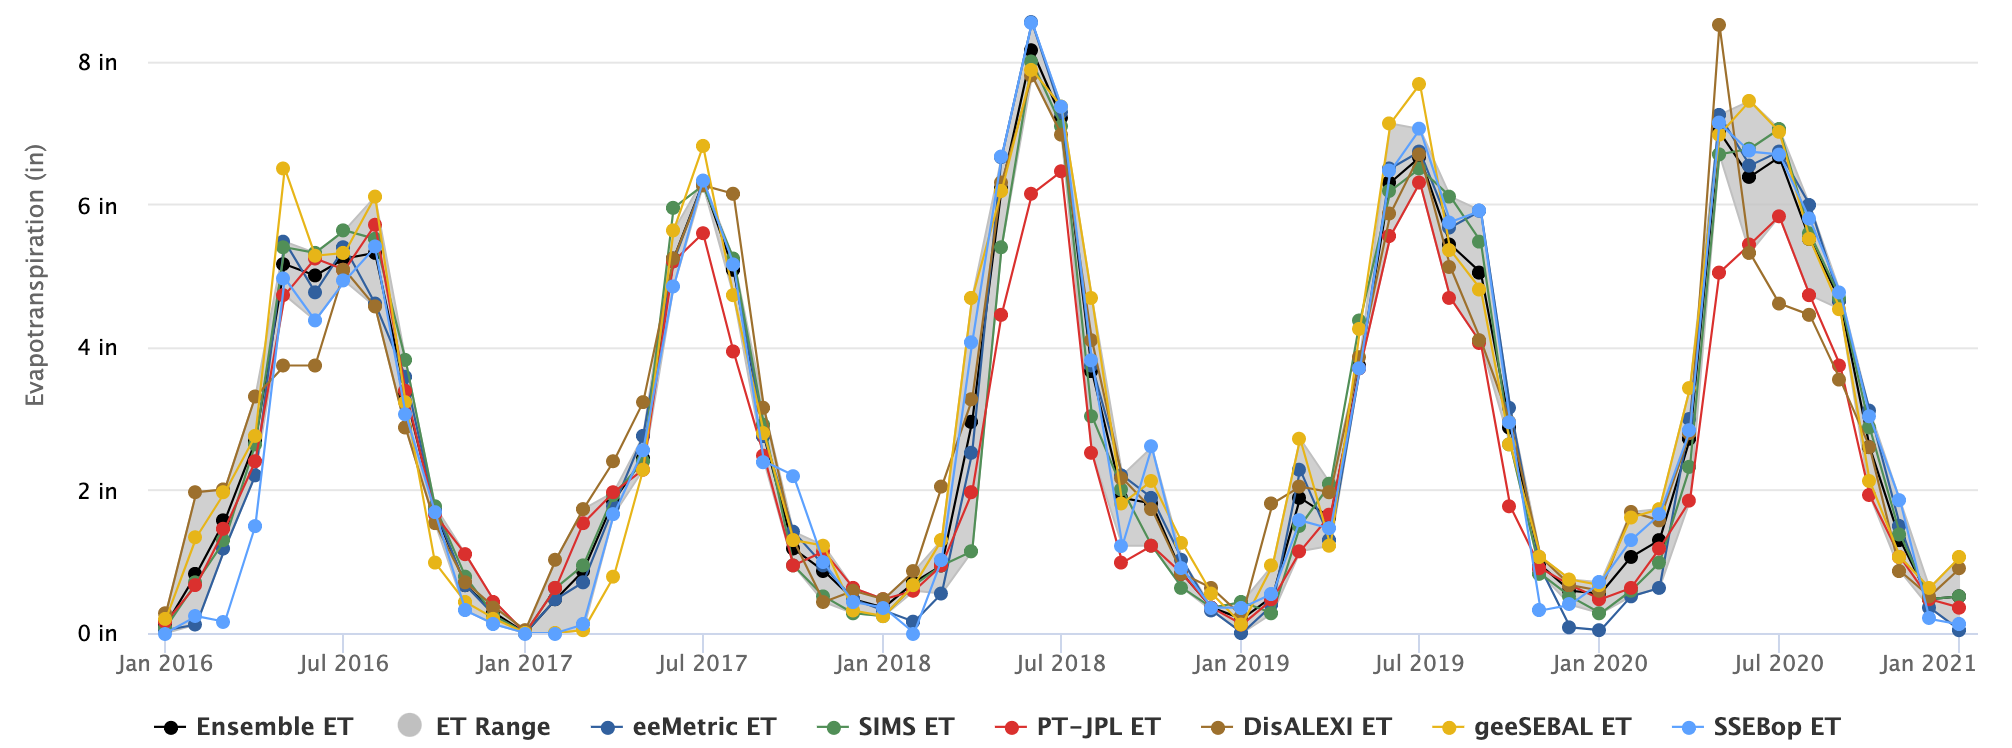 8 in
6 in
4 in
2 in
0 in
Evapotranspiration (in)
Jan 2016 Jul 2016 Jan 2017 Jul 2017 Jan 2018 Jul 2018 Jan 2019 Jul 2019 Jan 2020 Jul 2020 Jan 2021
Ensemble ET ET Range eeMetric ET SIMS ET PT-JPL ET DisALEXI ET geeSEBAL ET SSEBop ET